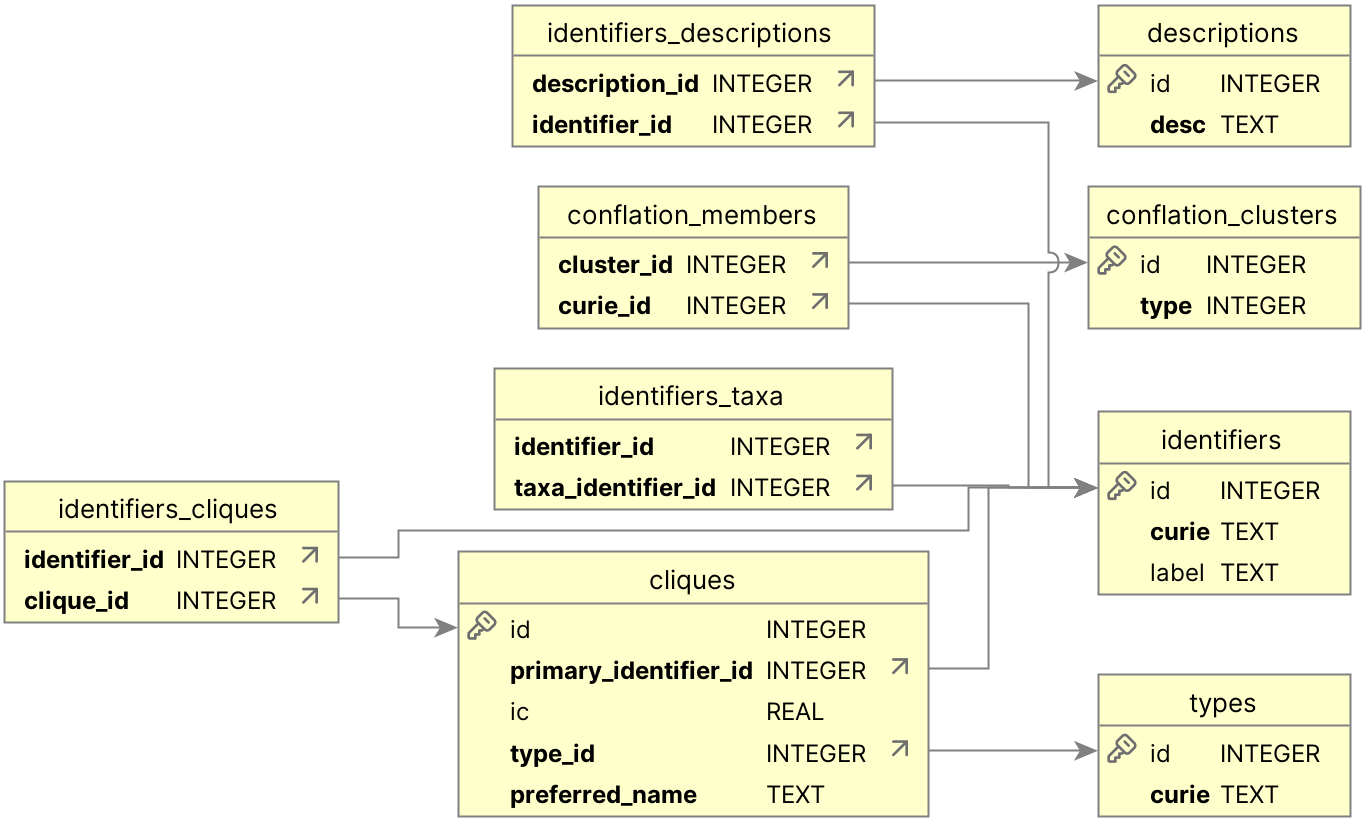 identifiers_descriptions
description_id INTEGER
identifier_id INTEGER
descriptions
id INTEGER
desc TEXT
conflation_members
cluster_id INTEGER
curie_id INTEGER
conflation_clusters
id INTEGER
type INTEGER
identifiers_taxa
identifier_id INTEGER
taxa_identifier_id INTEGER
identifiers
id INTEGER
curie TEXT
label TEXT
identifiers_cliques
identifier_id INTEGER
clique_id INTEGER
cliques
id INTEGER
primary_identifier_id INTEGER
ic REAL
type_id INTEGER
preferred_name TEXT
types
id INTEGER
curie TEXT